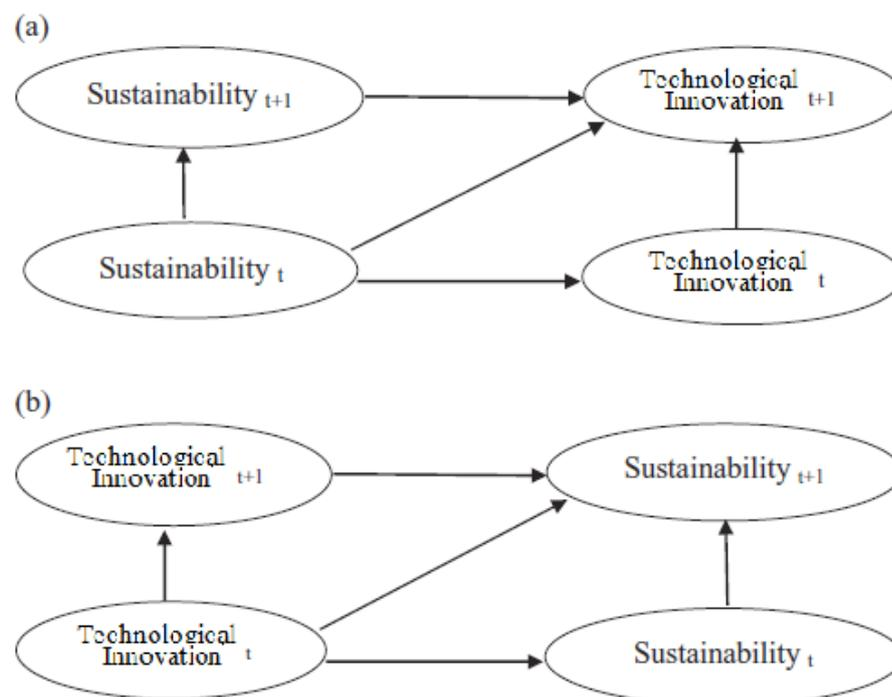 (a)
Sustainability t+1
Technological
Innovation t+1
Sustainability t
Technological
Innovation t
(b)
Technological
Innovation t+1
Sustainability t+1
Technological
Innovation t
Sustainability t